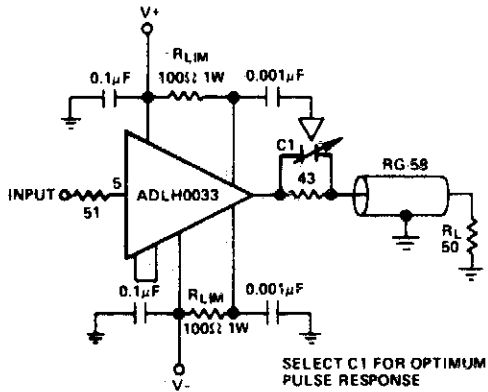 V+
RLIM
0.1μF
100Ω 1W
0.001μF
C1
RG-58
INPUT
51
5
ADLH0033
43
RL
50
0.1μF
RLIM
0.001μF
100Ω 1W
V-
SELECT C1 FOR OPTIMUM
PULSE RESPONSE